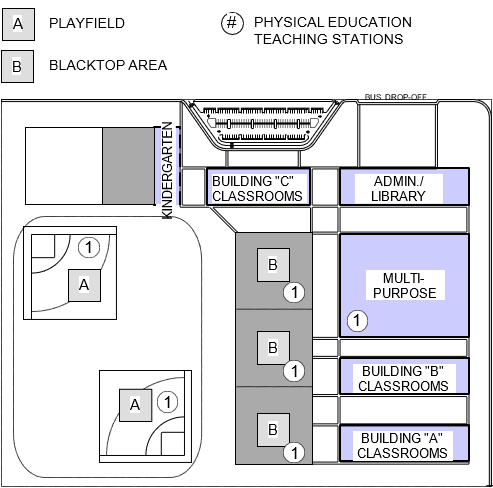 A PLAYFIELD
B BLACKTOP AREA
# PHYSICAL EDUCATION
TEACHING STATIONS
BUS DROP-OFF
KINDERGARTEN
BUILDING "C"
CLASSROOMS
ADMIN./
LIBRARY
1
A
B
1
MULTI-
PURPOSE
1
B
1
BUILDING "B"
CLASSROOMS
A
1
B
1
BUILDING "A"
CLASSROOMS